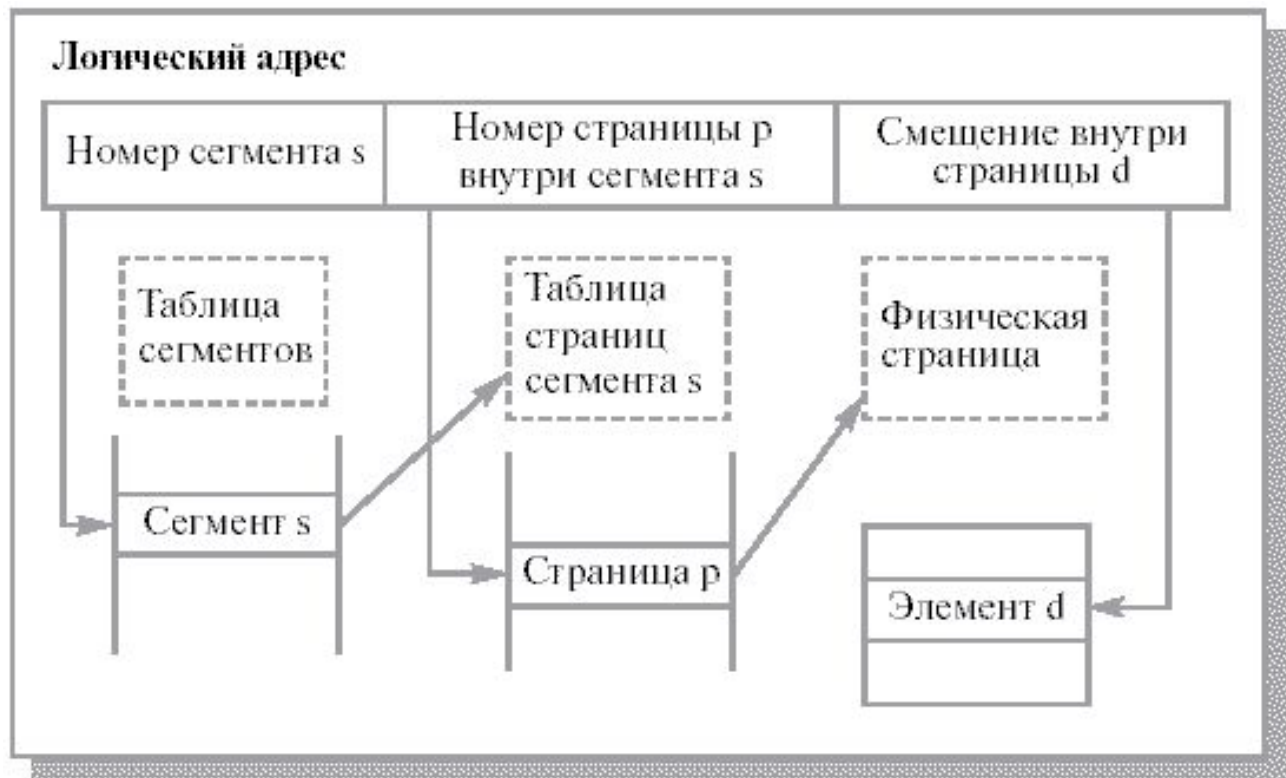 Логический адрес
Номер сегмента s
Номер страницы p
внутри сегмента s
Смещение внутри
страницы d
Таблица
сегментов
Таблица
страниц
сегмента s
Физическая
страница
Сегмент s
Страница p
Элемент d